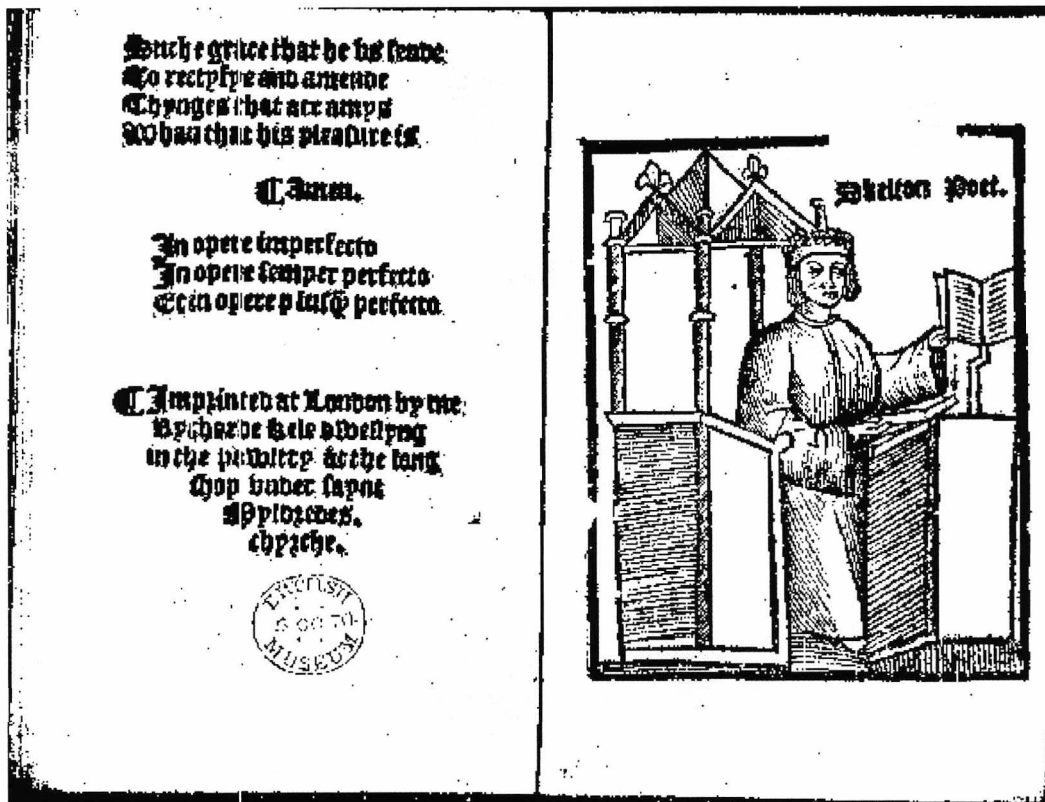 Suche grace that he vs sende
To rectyfye and amende
Thynges that are amys
Whan that his pleasure is
¶ Amen.
In opere imperfecto
In opere semper perfecto
Et in opere plusq̃ perfecto
¶ Imprinted at London by me
Rycharde Kele dwellyng
in the powltry at the long
shop vnder saynt
Myldredes.
chyrche.
MUSEUM
Skelton Poet.